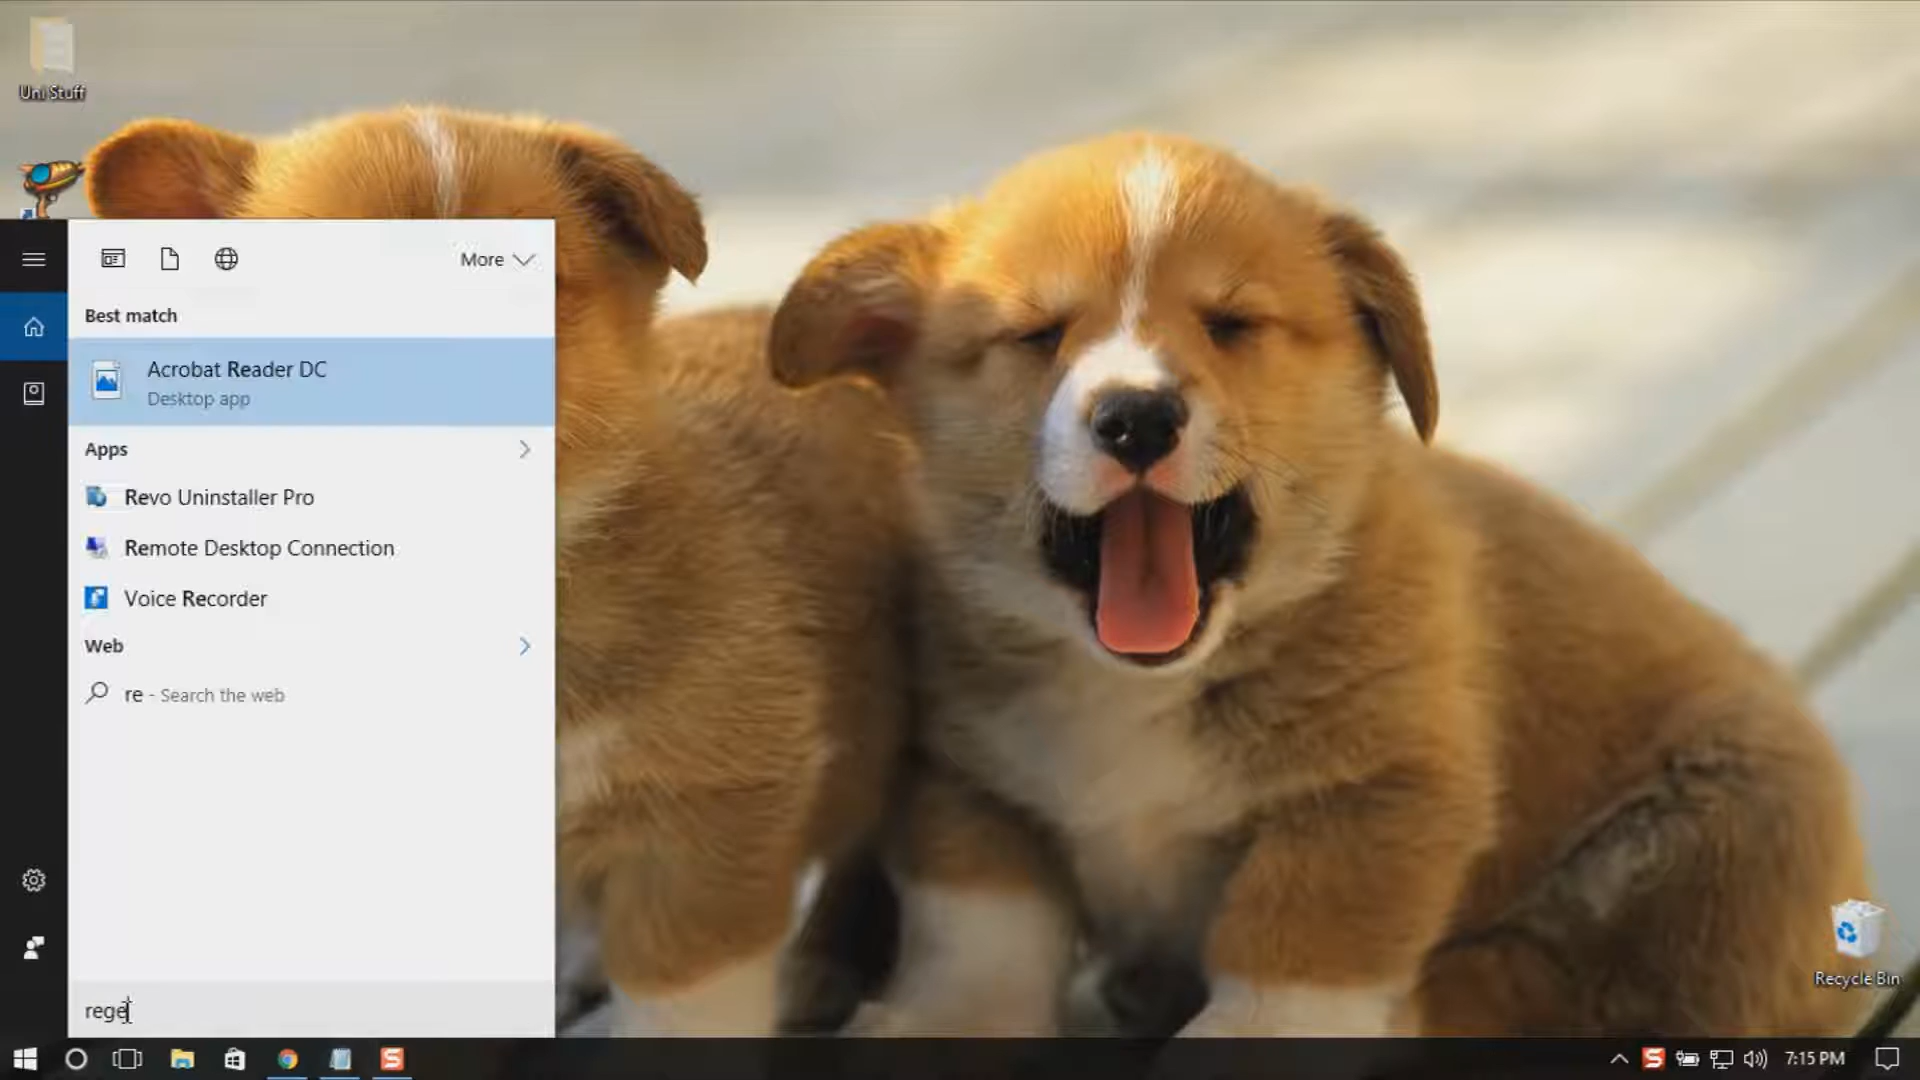 Uni Stuff
More
Best match
Acrobat Reader DC
Desktop app
Apps
Revo Uninstaller Pro
Remote Desktop Connection
Voice Recorder
Web
re - Search the web
rege
Recycle Bin
7:15 PM